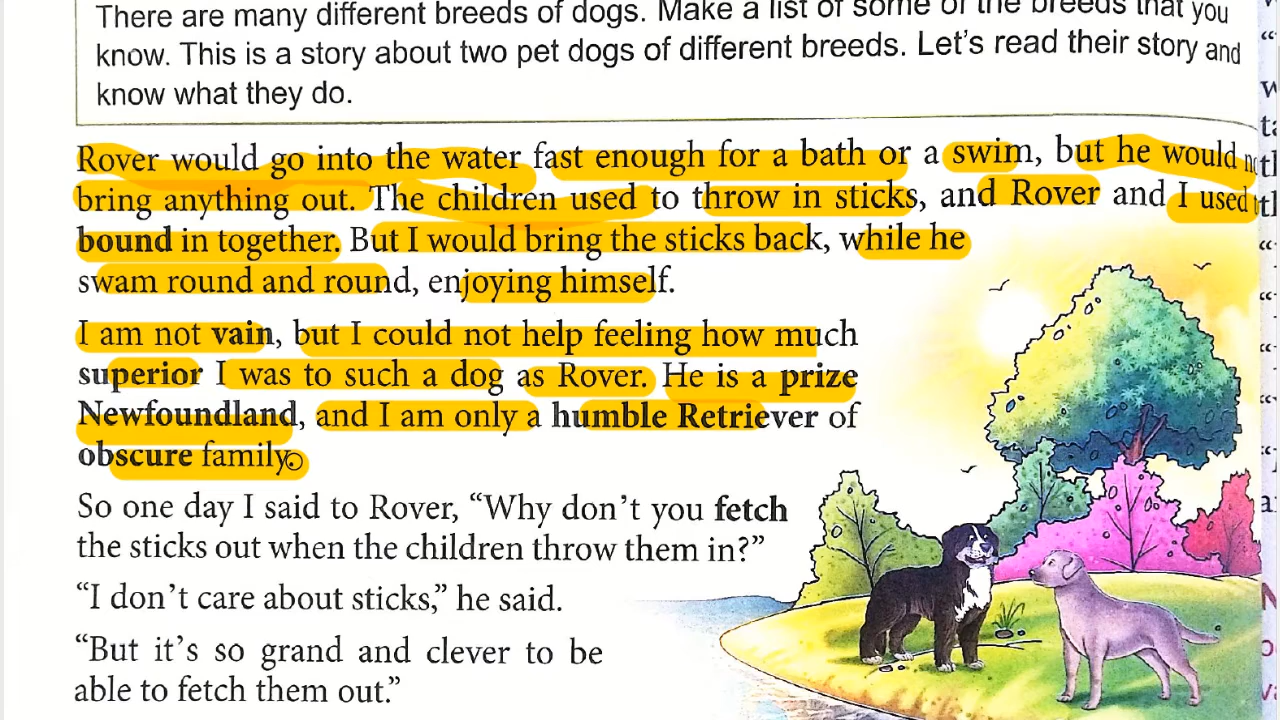 There are many different breeds of dogs. Make a list of some of the breeds that you
know. This is a story about two pet dogs of different breeds. Let's read their story and
know what they do.
Rover would go into the water fast enough for a bath or a swim, but he would
bring anything out. The children used to throw in sticks, and Rover and I used
bound in together. But I would bring the sticks back, while he
swam round and round, enjoying himself.
I am not vain, but I could not help feeling how much
superior I was to such a dog as Rover. He is a prize
Newfoundland, and I am only a humble Retriever of
obscure family.
So one day I said to Rover, “Why don't you fetch
the sticks out when the children throw them in?”
“I don't care about sticks,” he said.
“But it's so grand and clever to be
able to fetch them out.”